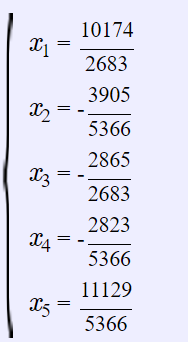 x₁ = 10174/2683
x₂ = -3905/5366
x₃ = -2865/2683
x₄ = -2823/5366
x₅ = 11129/5366